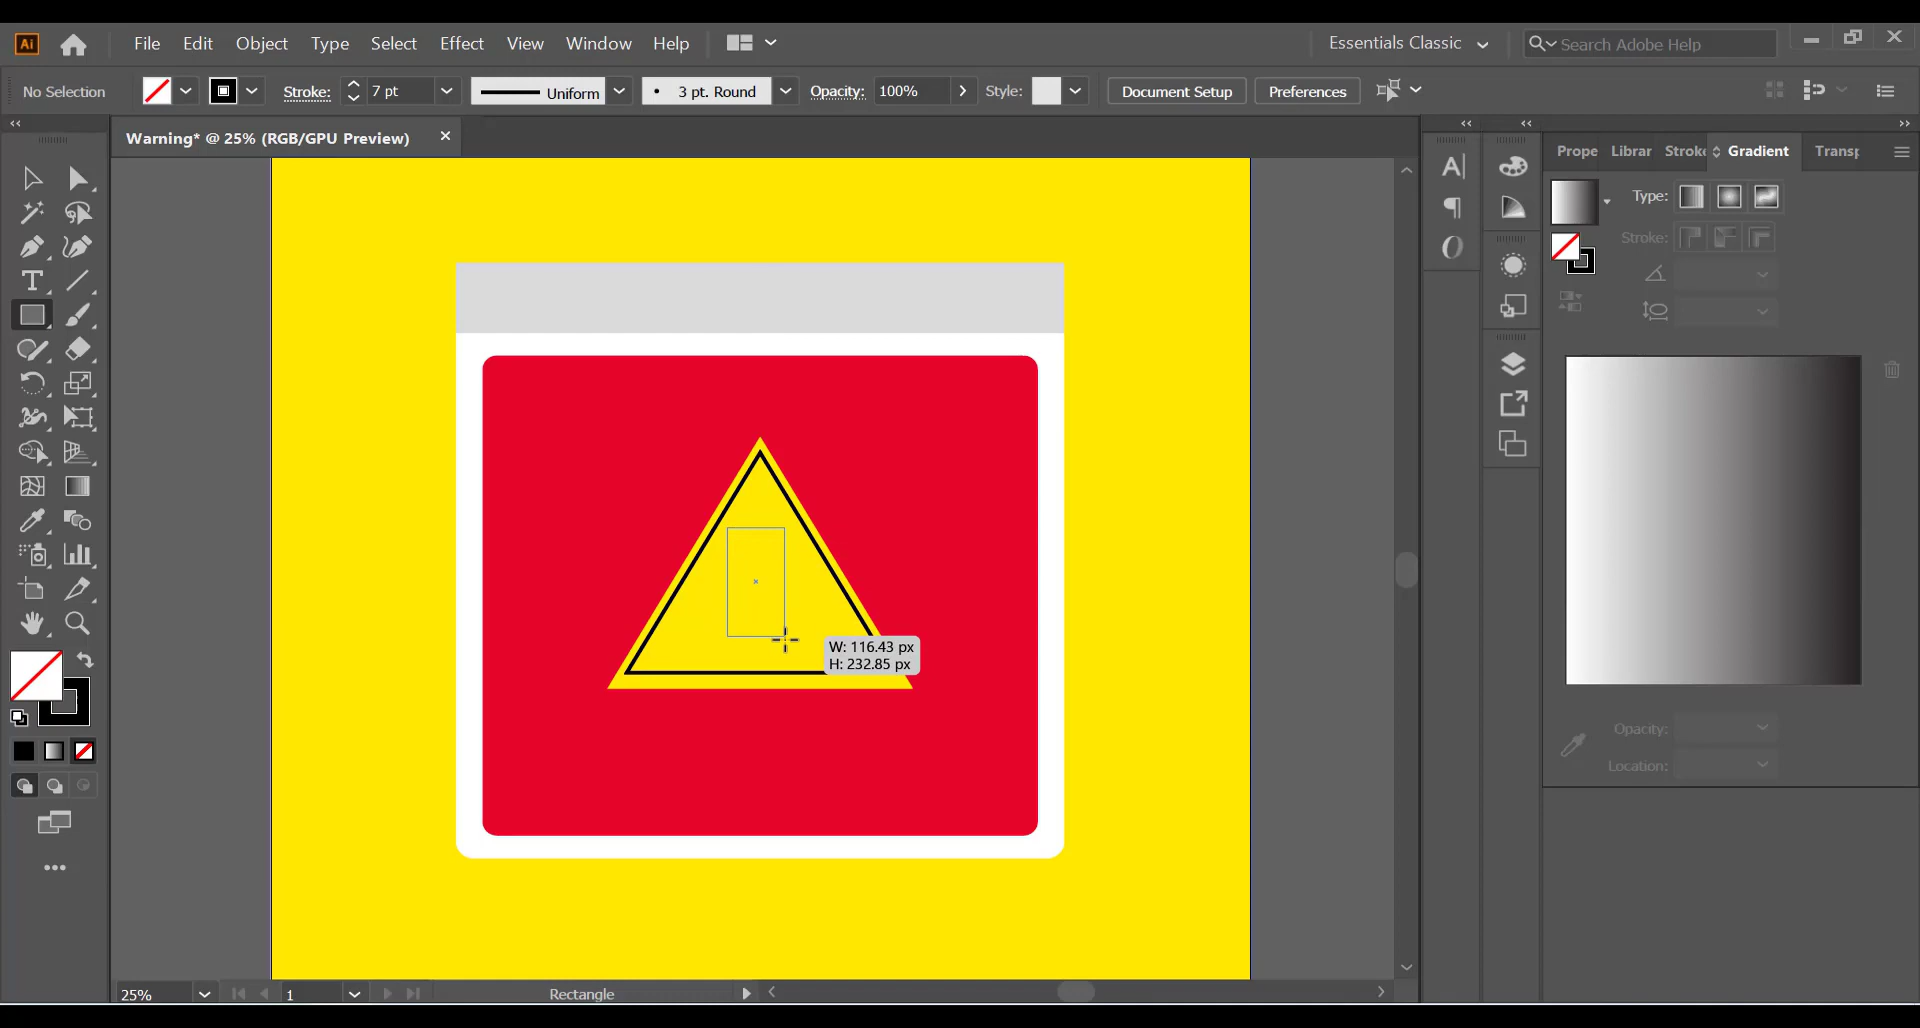 Ai File Edit Object Type Select Effect View Window Help Essentials Classic Search Adobe Help
No Selection Stroke: 7 pt Uniform 3 pt. Round Opacity: 100% Style: Document Setup Preferences
Warning* @ 25% (RGB/GPU Preview)
Prope Librar Stroke Gradient Transp
Type:
Stroke:
W: 116.43 px
H: 232.85 px
Opacity:
Location:
25% 1 Rectangle